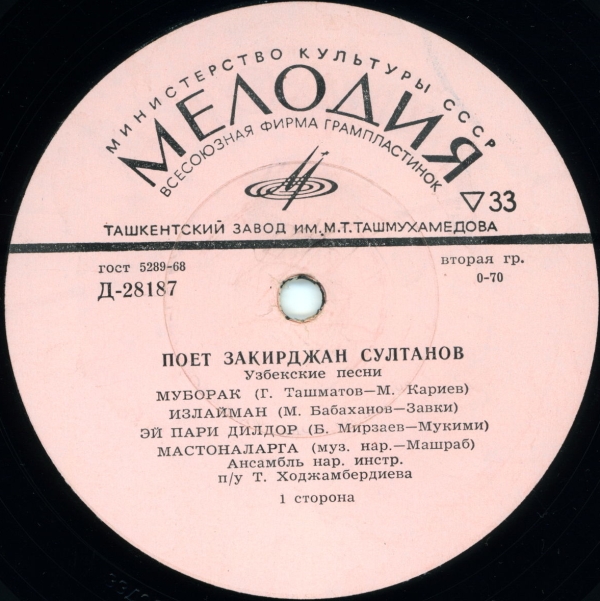 МИНИСТЕРСТВО КУЛЬТУРЫ СССР
МЕЛОДИЯ
ВСЕСОЮЗНАЯ ФИРМА ГРАМПЛАСТИНОК
▽33
ТАШКЕНТСКИЙ ЗАВОД ИМ.М.Т.ТАШМУХАМЕДОВА
гост 5289-68
Д-28187
вторая гр.
0-70
ПОЕТ ЗАКИРДЖАН СУЛТАНОВ
Узбекские песни
МУБОРАК (Г. Ташматов—М. Кариев)
ИЗЛАЙМАН (М. Бабаханов—Завки)
ЭЙ ПАРИ ДИЛДОР (Б. Мирзаев—Мукими)
МАСТОНАЛАРГА (муз. нар.—Машраб)
Ансамбль нар. инстр.
п/у Т. Ходжамбердиева
1 сторона